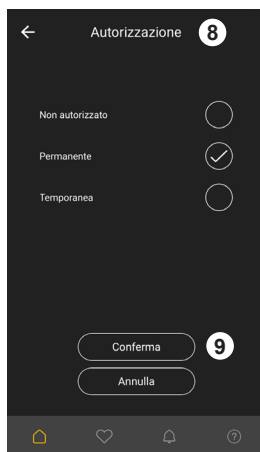 Autorizzazione 8
Non autorizzato
Permanente
Temporanea
Conferma 9
Annulla
?